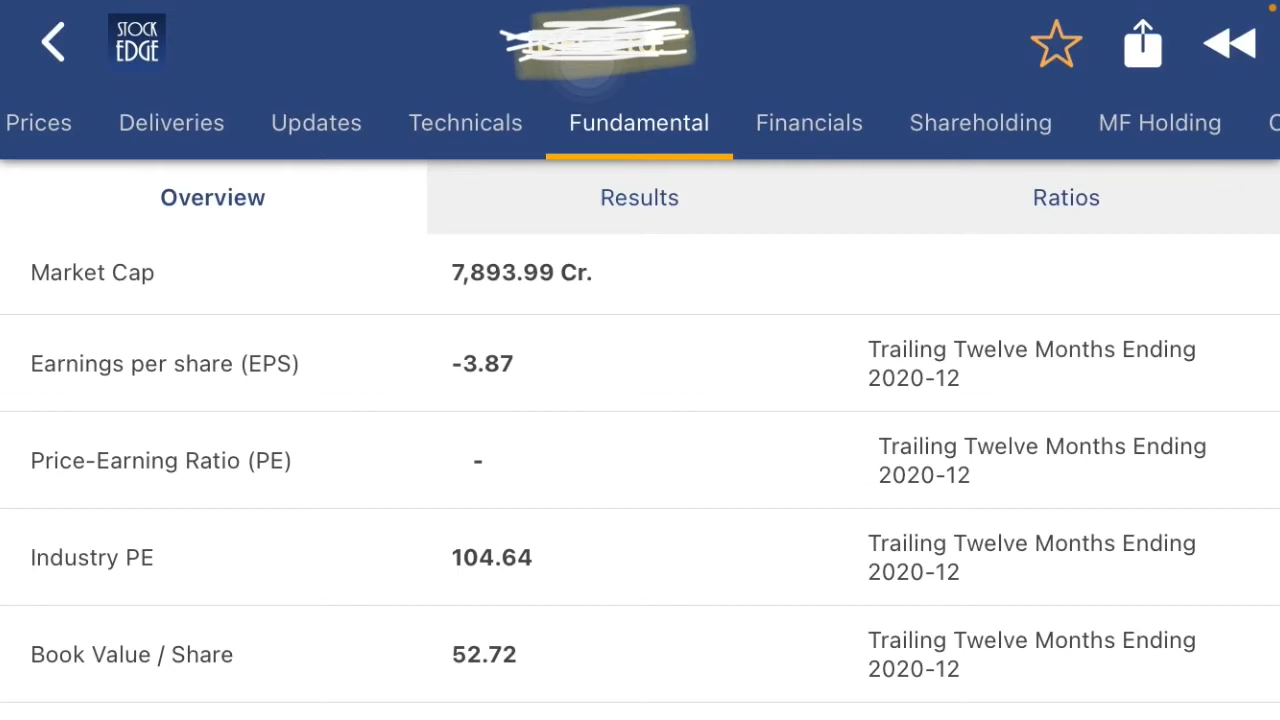 STOCK
EDGE
Prices Deliveries Updates Technicals Fundamental Financials Shareholding MF Holding
Overview Results Ratios
Market Cap 7,893.99 Cr.
Earnings per share (EPS) -3.87 Trailing Twelve Months Ending
2020-12
Price-Earning Ratio (PE) - Trailing Twelve Months Ending
2020-12
Industry PE 104.64 Trailing Twelve Months Ending
2020-12
Book Value / Share 52.72 Trailing Twelve Months Ending
2020-12